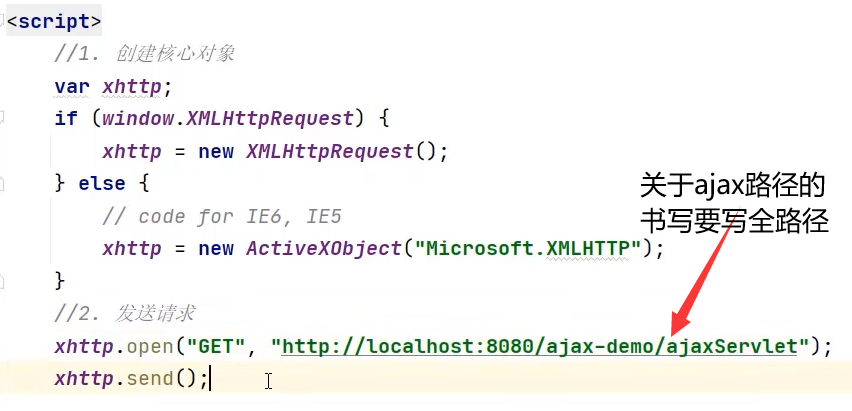 <script>
//1. 创建核心对象
var xhttp;
if (window.XMLHttpRequest) {
xhttp = new XMLHttpRequest();
} else {
// code for IE6, IE5
xhttp = new ActiveXObject("Microsoft.XMLHTTP");
}
关于ajax路径的
书写要写全路径
//2. 发送请求
xhttp.open("GET", "http://localhost:8080/ajax-demo/ajaxServlet");
xhttp.send();